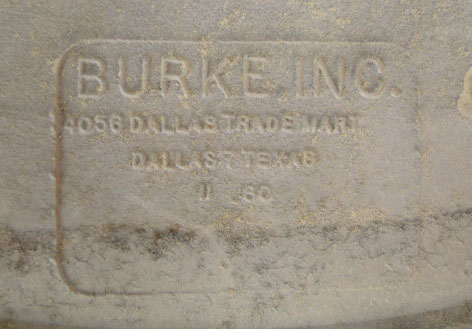 BURKE, INC.
4056 DALLAS TRADE MART
DALLAS 7, TEXAS